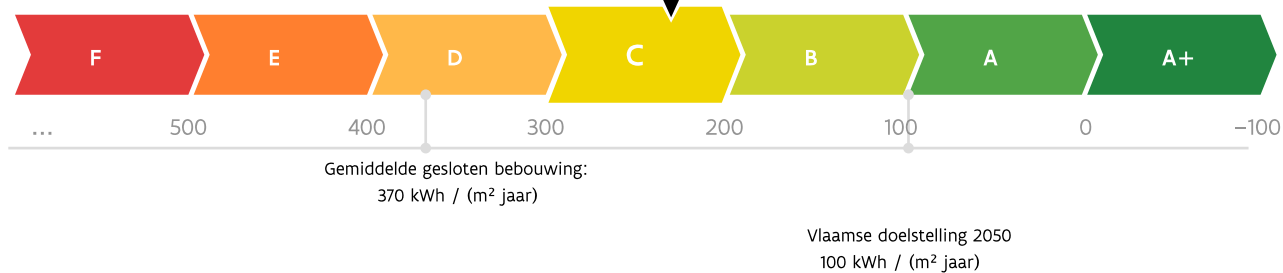 F E D C B A A+
... 500 400 300 200 100 0 −100
Gemiddelde gesloten bebouwing:
370 kWh / (m² jaar)
Vlaamse doelstelling 2050
100 kWh / (m² jaar)